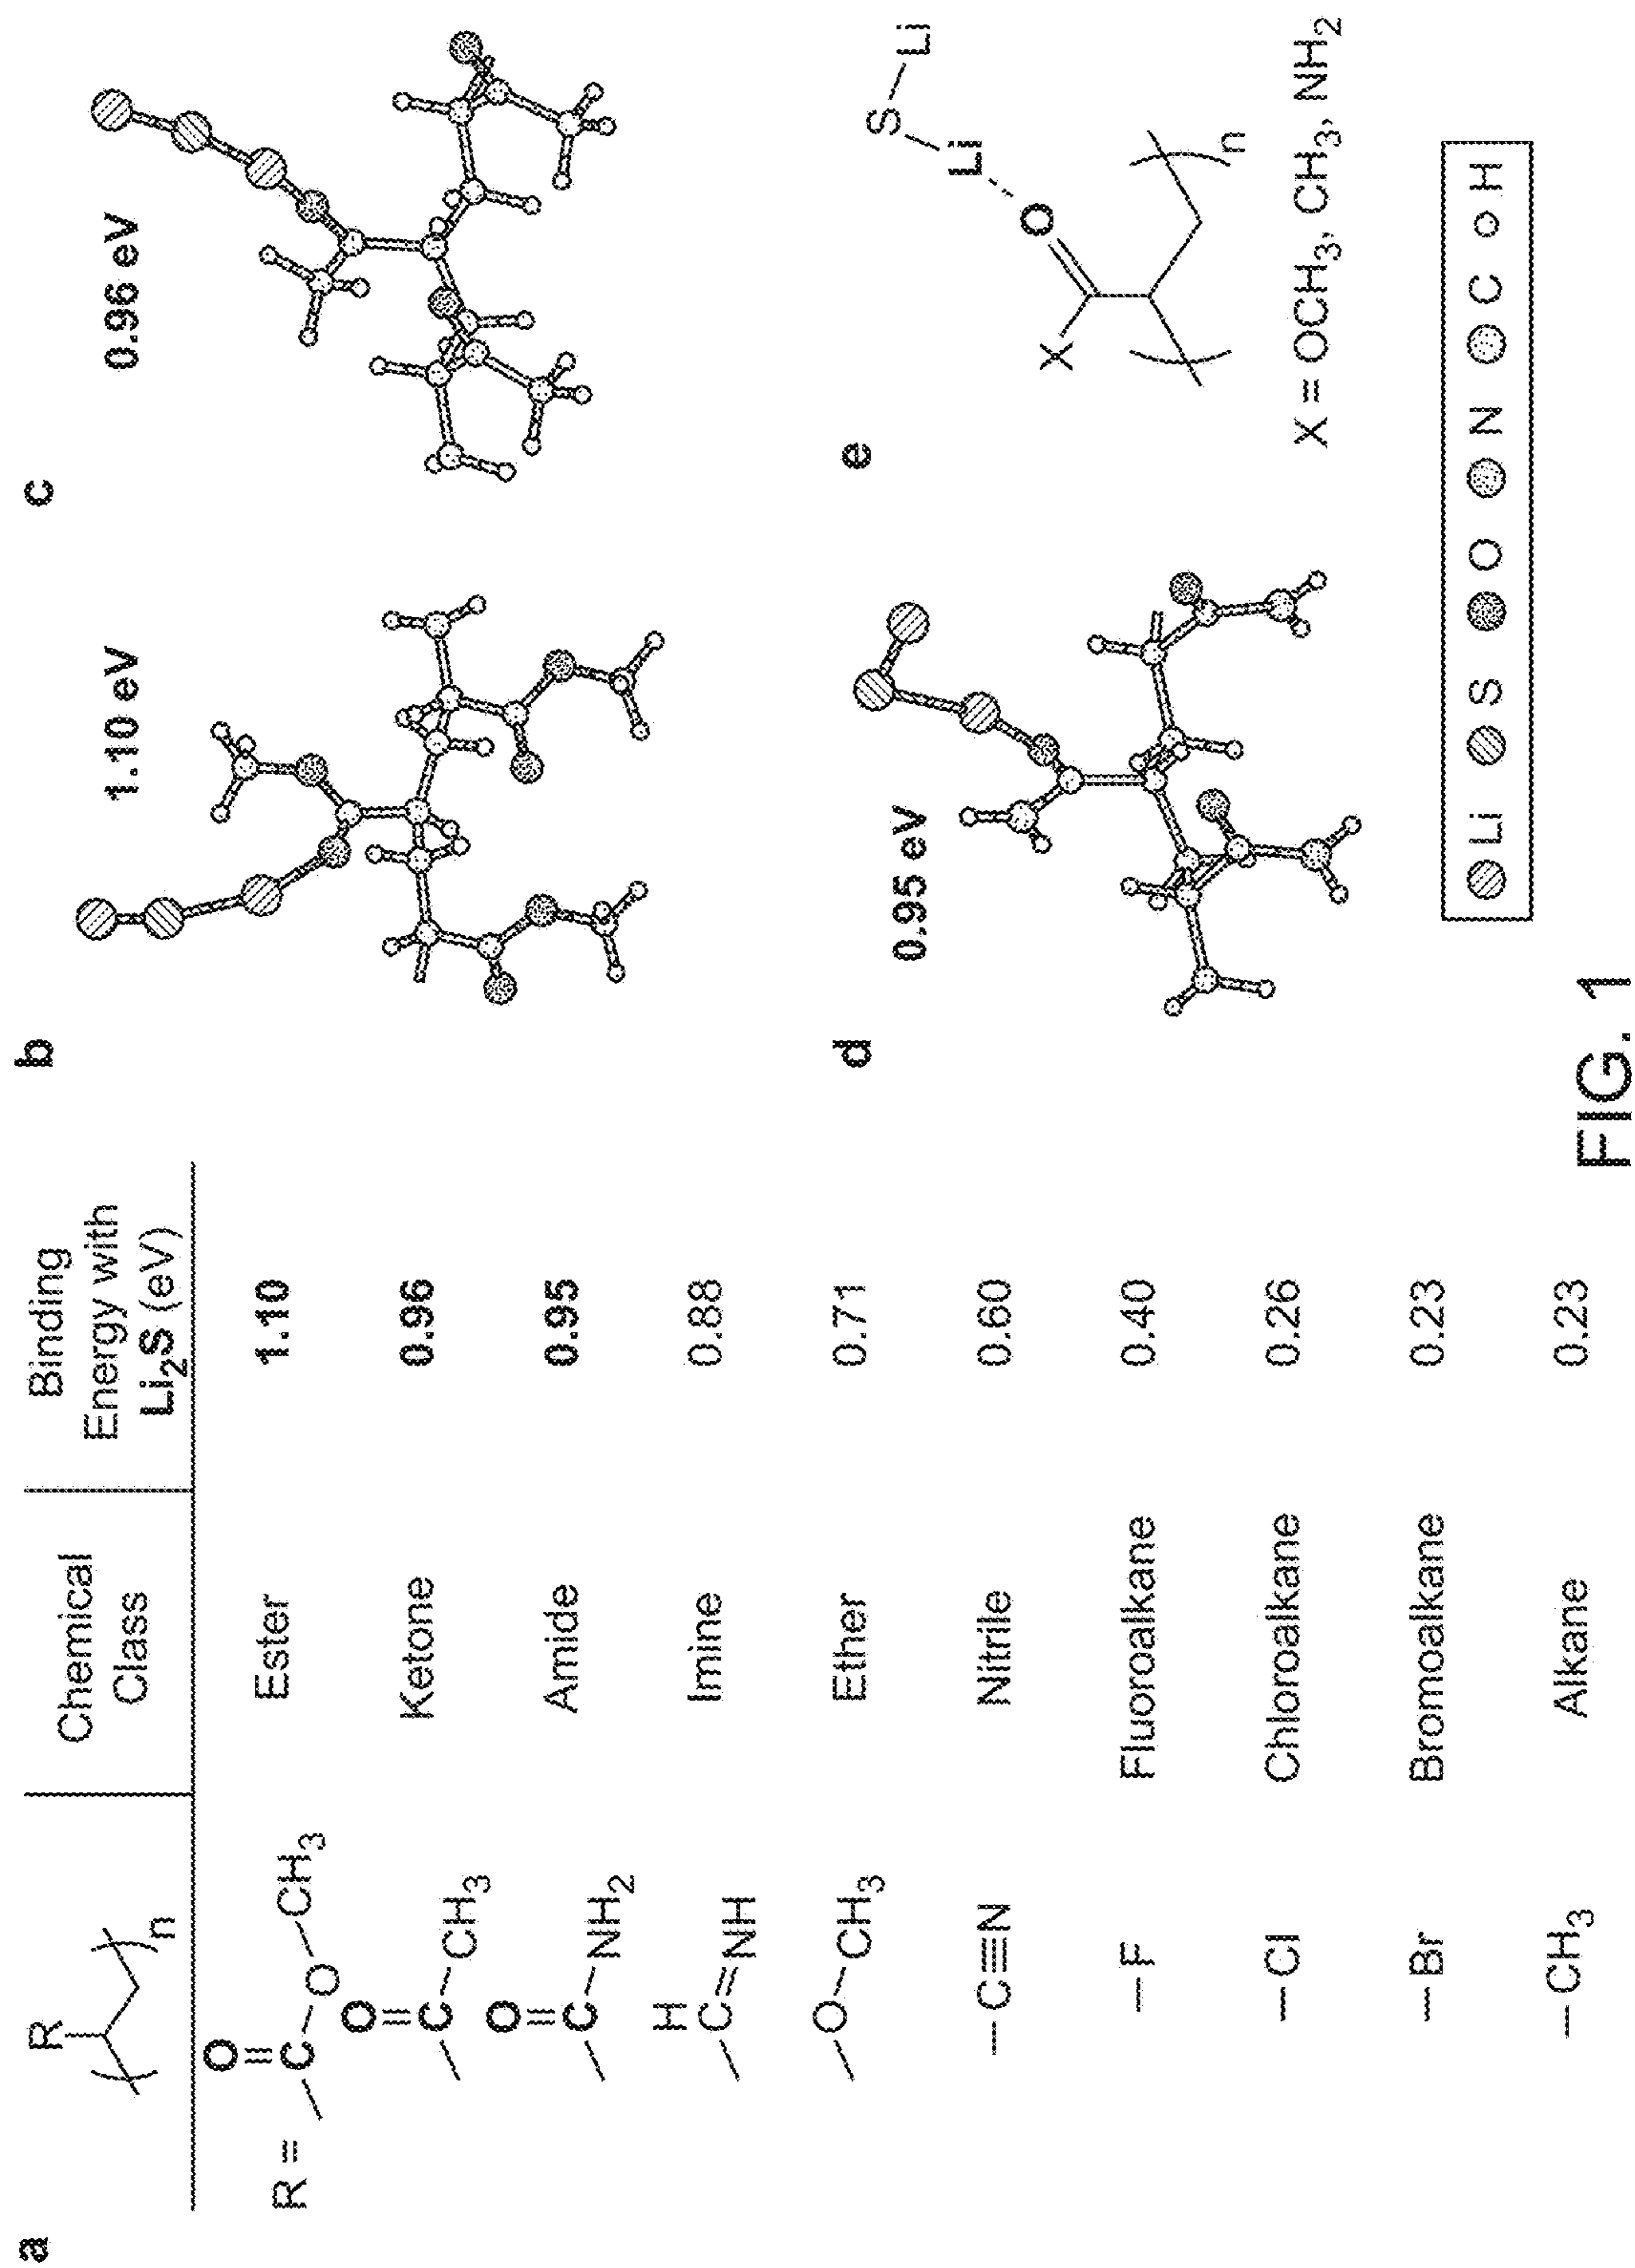 a
R
n
Chemical
Class
Binding
Energy with
Li₂S (eV)
R =
O
C
O
CH₃
Ester
1.10
O
C
CH₃
Ketone
0.96
O
C
NH₂
Amide
0.95
H
C=NH
Imine
0.88
O
CH₃
Ether
0.71
–C≡N
Nitrile
0.60
–F
Fluoroalkane
0.40
–Cl
Chloroalkane
0.26
–Br
Bromoalkane
0.23
–CH₃
Alkane
0.23
b
1.10 eV
c
0.96 eV
d
0.95 eV
e
X
O
Li
S
Li
n
X = OCH₃, CH₃, NH₂
Li S O N C H
FIG. 1